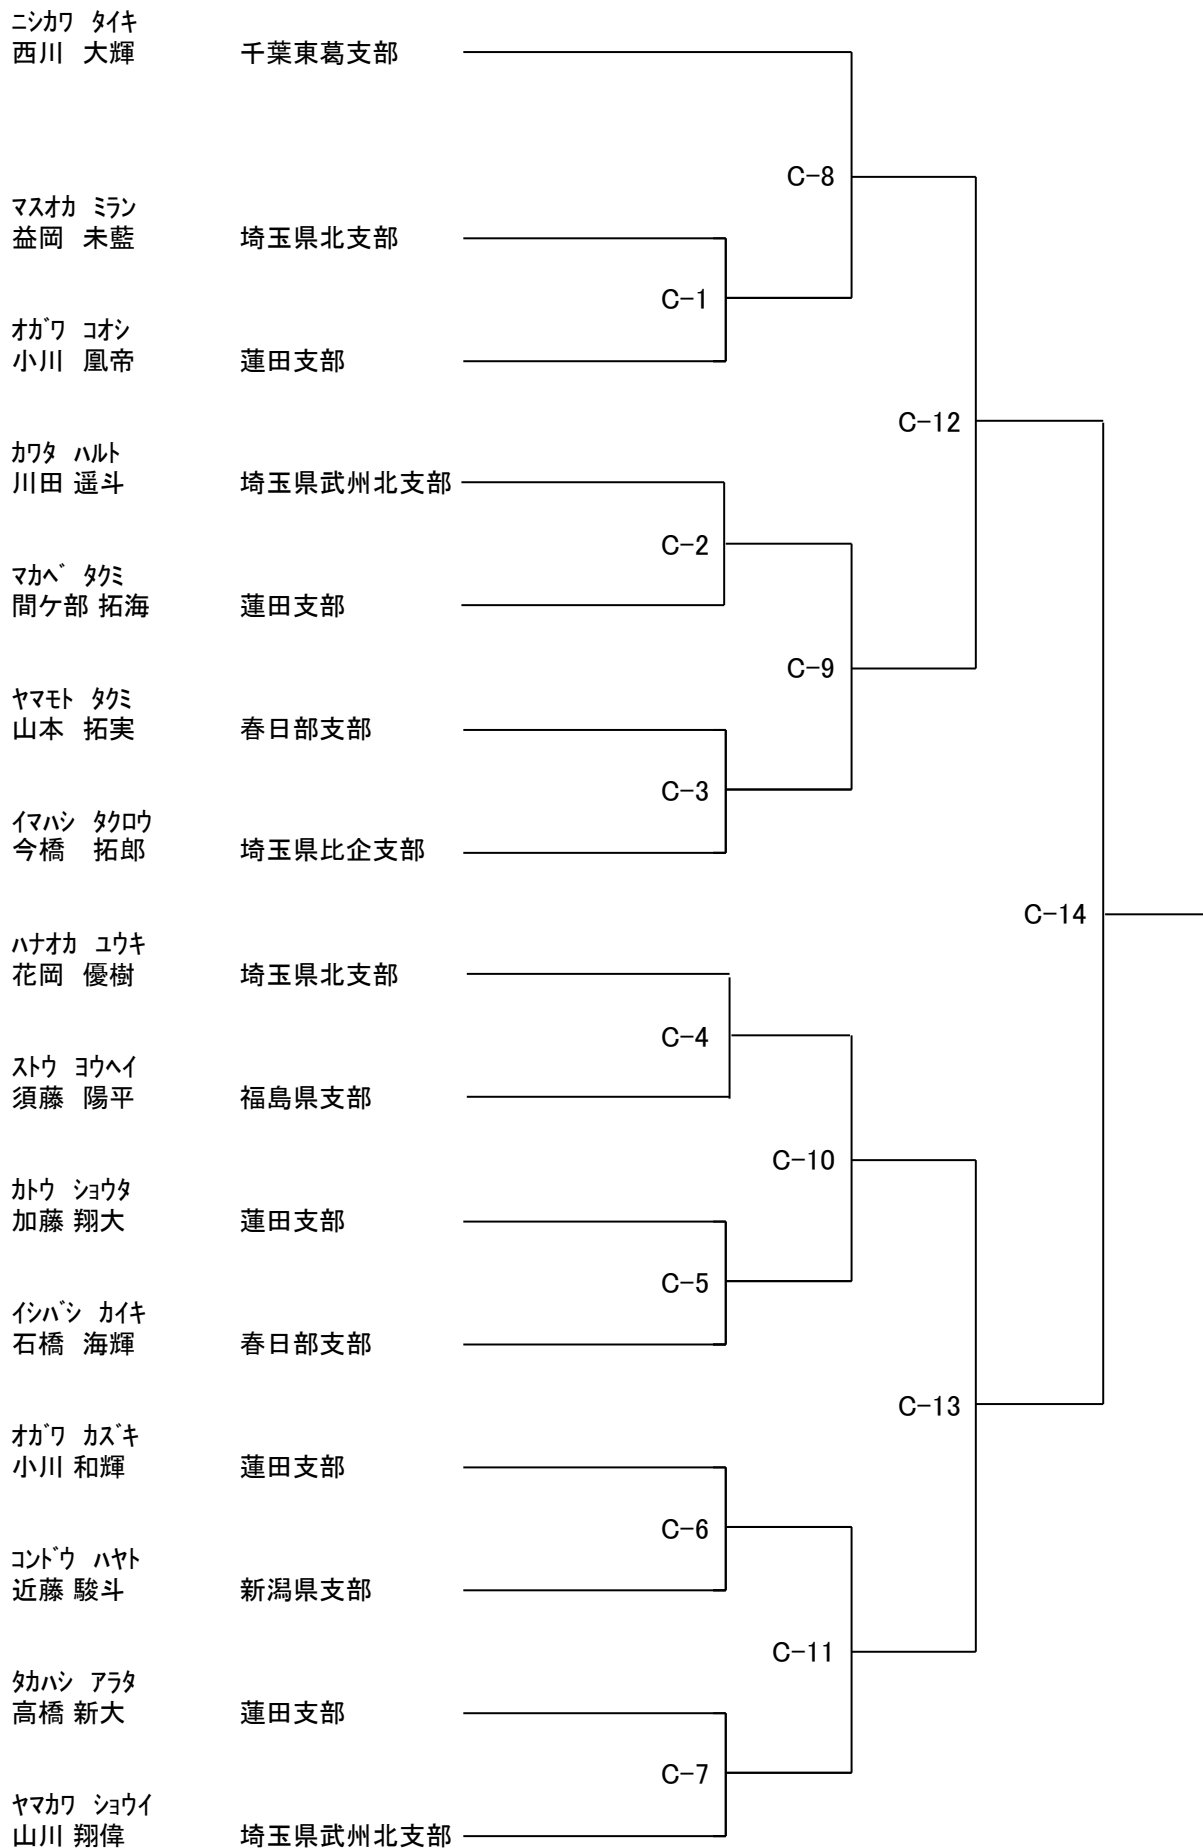 ﾆｼｶﾜ ﾀｲｷ
西川 大輝 千葉東葛支部
C-8
ﾏｽｵｶ ﾐﾗﾝ
益岡 未藍 埼玉県北支部
C-1
ｵｶﾞﾜ ｺｵｼ
小川 凰帝 蓮田支部
C-12
ｶﾜﾀ ﾊﾙﾄ
川田 遥斗 埼玉県武州北支部
C-2
ﾏｶﾍﾞ ﾀｸﾐ
間ケ部 拓海 蓮田支部
C-9
ﾔﾏﾓﾄ ﾀｸﾐ
山本 拓実 春日部支部
C-3
ｲﾏﾊｼ ﾀｸﾛｳ
今橋 拓郎 埼玉県比企支部
C-14
ﾊﾅｵｶ ﾕｳｷ
花岡 優樹 埼玉県北支部
C-4
ｽﾄｳ ﾖｳﾍｲ
須藤 陽平 福島県支部
C-10
ｶﾄｳ ｼｮｳﾀ
加藤 翔大 蓮田支部
C-5
ｲｼﾊﾞｼ ｶｲｷ
石橋 海輝 春日部支部
C-13
ｵｶﾞﾜ ｶｽﾞｷ
小川 和輝 蓮田支部
C-6
ｺﾝﾄﾞｳ ﾊﾔﾄ
近藤 駿斗 新潟県支部
C-11
ﾀｶﾊｼ ｱﾗﾀ
高橋 新大 蓮田支部
C-7
ﾔﾏｶﾜ ｼｮｳｲ
山川 翔偉 埼玉県武州北支部